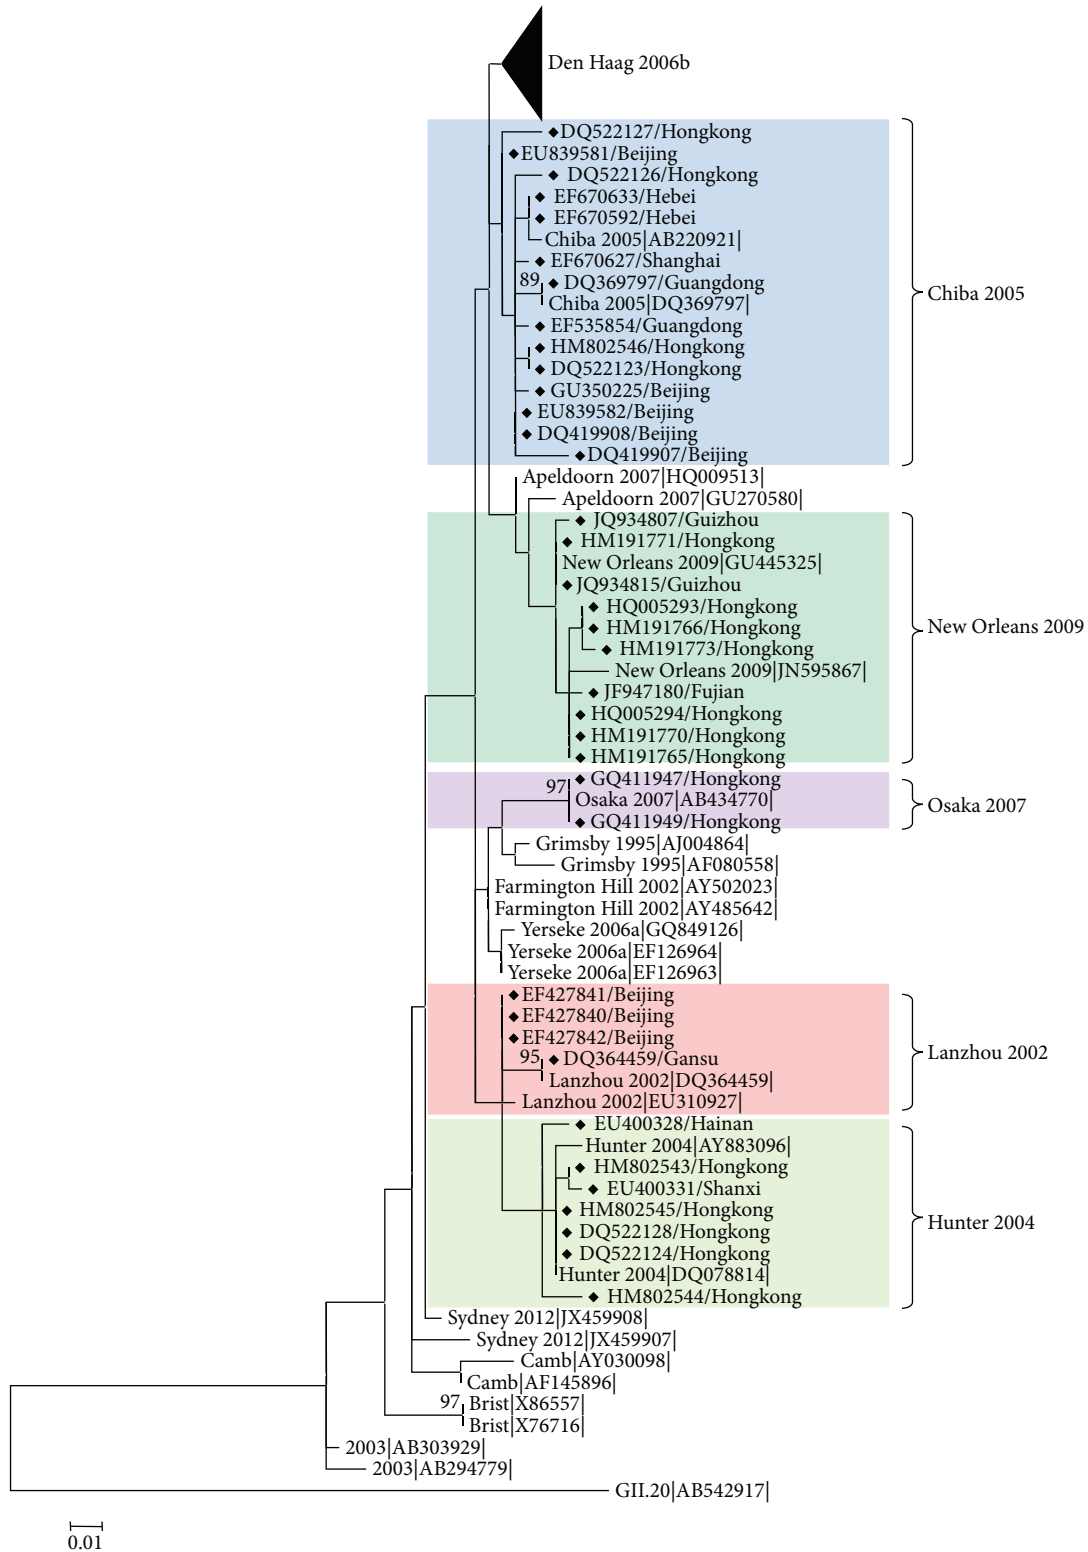 Den Haag 2006b
DQ522127/Hongkong
EU839581/Beijing
DQ522126/Hongkong
EF670633/Hebei
EF670592/Hebei
Chiba 2005|AB220921|
EF670627/Shanghai
89
DQ369797/Guangdong
Chiba 2005|DQ369797|
Chiba 2005
EF535854/Guangdong
HM802546/Hongkong
DQ522123/Hongkong
GU350225/Beijing
EU839582/Beijing
DQ419908/Beijing
DQ419907/Beijing
Apeldoorn 2007|HQ009513|
Apeldoorn 2007|GU270580|
JQ934807/Guizhou
HM191771/Hongkong
New Orleans 2009|GU445325|
JQ934815/Guizhou
HQ005293/Hongkong
HM191766/Hongkong
New Orleans 2009
HM191773/Hongkong
New Orleans 2009|JN595867|
JF947180/Fujian
HQ005294/Hongkong
HM191770/Hongkong
HM191765/Hongkong
GQ411947/Hongkong
97
Osaka 2007|AB434770|
Osaka 2007
GQ411949/Hongkong
Grimsby 1995|AJ004864|
Grimsby 1995|AF080558|
Farmington Hill 2002|AY502023|
Farmington Hill 2002|AY485642|
Yerseke 2006a|GQ849126|
Yerseke 2006a|EF126964|
Yerseke 2006a|EF126963|
EF427841/Beijing
EF427840/Beijing
EF427842/Beijing
95
DQ364459/Gansu
Lanzhou 2002
Lanzhou 2002|DQ364459|
Lanzhou 2002|EU310927|
EU400328/Hainan
Hunter 2004|AY883096|
HM802543/Hongkong
EU400331/Shanxi
HM802545/Hongkong
Hunter 2004
DQ522128/Hongkong
DQ522124/Hongkong
Hunter 2004|DQ078814|
HM802544/Hongkong
Sydney 2012|JX459908|
Sydney 2012|JX459907|
Camb|AY030098|
Camb|AF145896|
97
Brist|X86557|
Brist|X76716|
2003|AB303929|
2003|AB294779|
GII.20|AB542917|
0.01